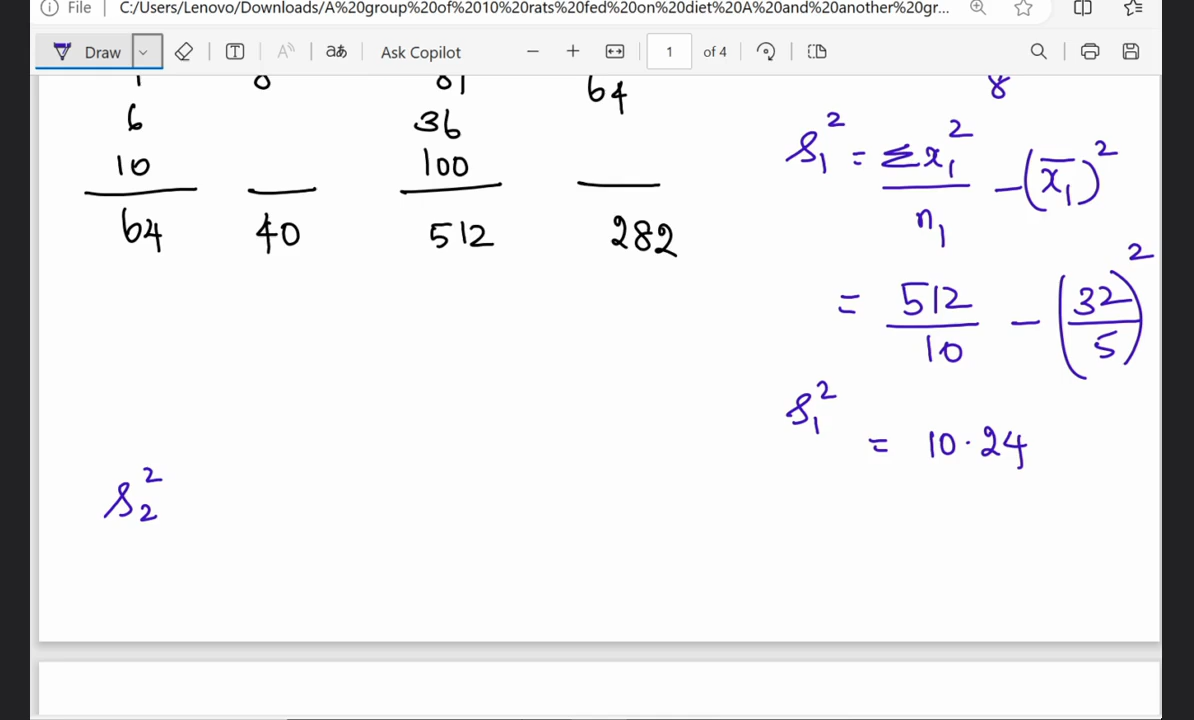 File C:/Users/Lenovo/Downloads/A%20group%20of%2010%20rats%20fed%20on%20diet%20A%20and%20another%20gr...
Draw Ask Copilot 1 of 4
64
6 36
10 100
64 40 512 282
8
s₁² = Σx₁²/n₁ - (x̄₁)²
= 512/10 - (32/5)²
s₁² = 10.24
s₂²